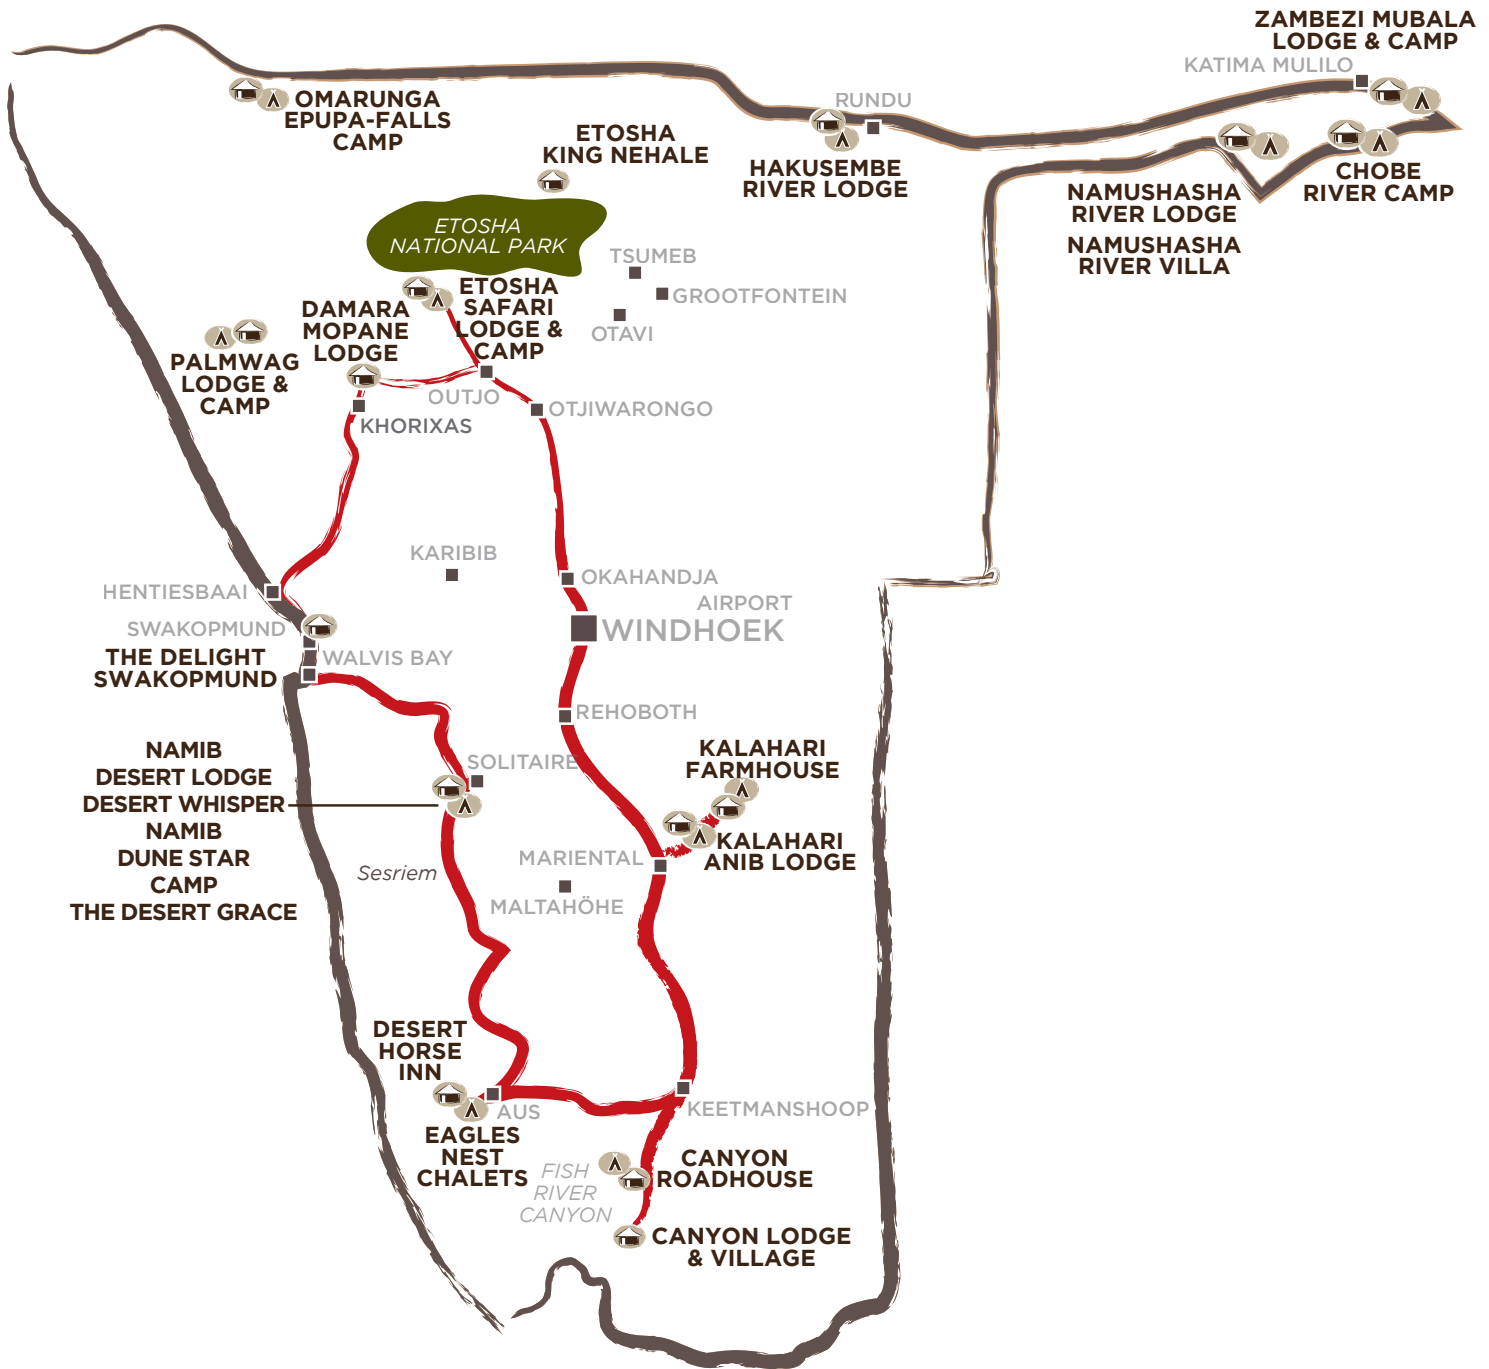 ZAMBEZI MUBALA
LODGE & CAMP
KATIMA MULILO
OMARUNGA
EPUPA-FALLS
CAMP
ETOSHA
KING NEHALE
RUNDU
HAKUSEMBE
RIVER LODGE
NAMUSHASHA
RIVER LODGE
NAMUSHASHA
RIVER VILLA
CHOBE
RIVER CAMP
ETOSHA
NATIONAL PARK
TSUMEB
GROOTFONTEIN
OTAVI
ETOSHA
SAFARI
LODGE &
CAMP
DAMARA
MOPANE
LODGE
PALMWAG
LODGE &
CAMP
OUTJO
KHORIXAS
OTJIWARONGO
KARIBIB
HENTIESBAAI
OKAHANDJA
AIRPORT
WINDHOEK
SWAKOPMUND
THE DELIGHT
SWAKOPMUND
WALVIS BAY
REHOBOTH
NAMIB
DESERT LODGE
DESERT WHISPER
NAMIB
DUNE STAR
CAMP
THE DESERT GRACE
SOLITAIRE
KALAHARI
FARMHOUSE
KALAHARI
ANIB LODGE
MARIENTAL
Sesriem
MALTAHÖHE
DESERT
HORSE
INN
AUS
EAGLES
NEST
CHALETS
KEETMANSHOOP
FISH
RIVER
CANYON
CANYON
ROADHOUSE
CANYON LODGE
& VILLAGE